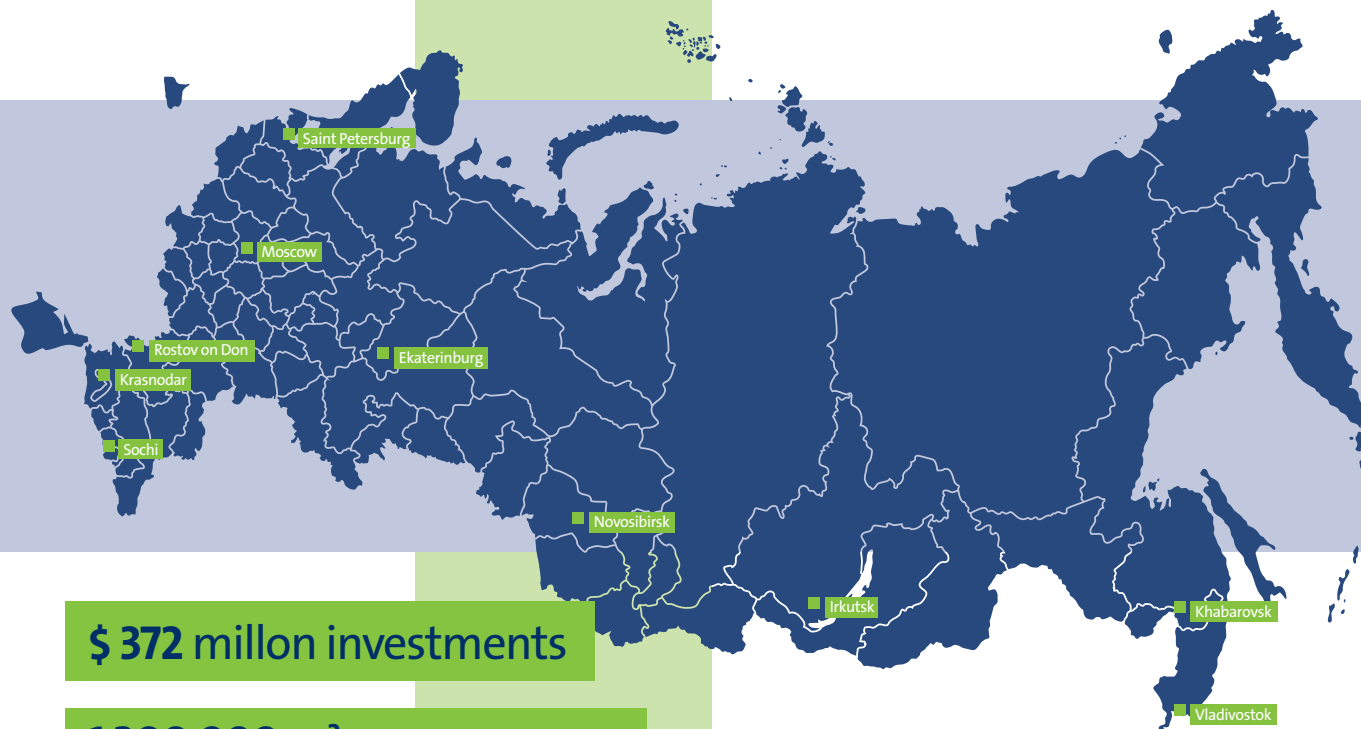 Saint Petersburg
Moscow
Rostov on Don
Ekaterinburg
Krasnodar
Sochi
Novosibirsk
$ 372 millon investments
Irkutsk
Khabarovsk
Vladivostok